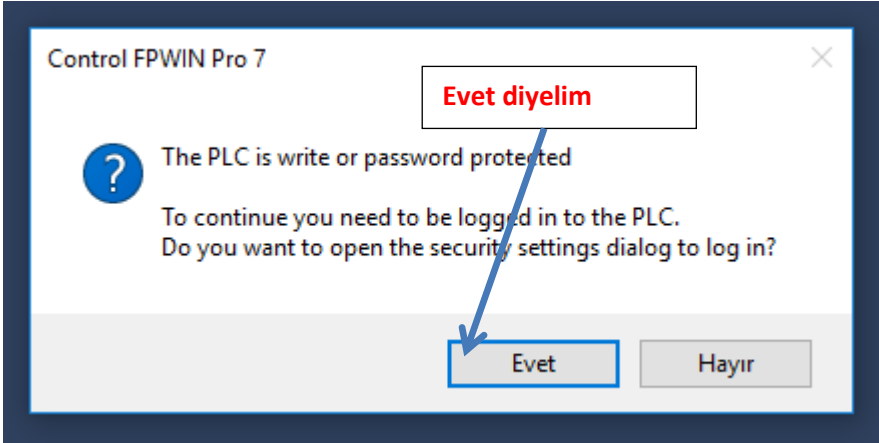 Control FPWIN Pro 7
Evet diyelim
The PLC is write or password protected
To continue you need to be logged in to the PLC.
Do you want to open the security settings dialog to log in?
Evet
Hayır